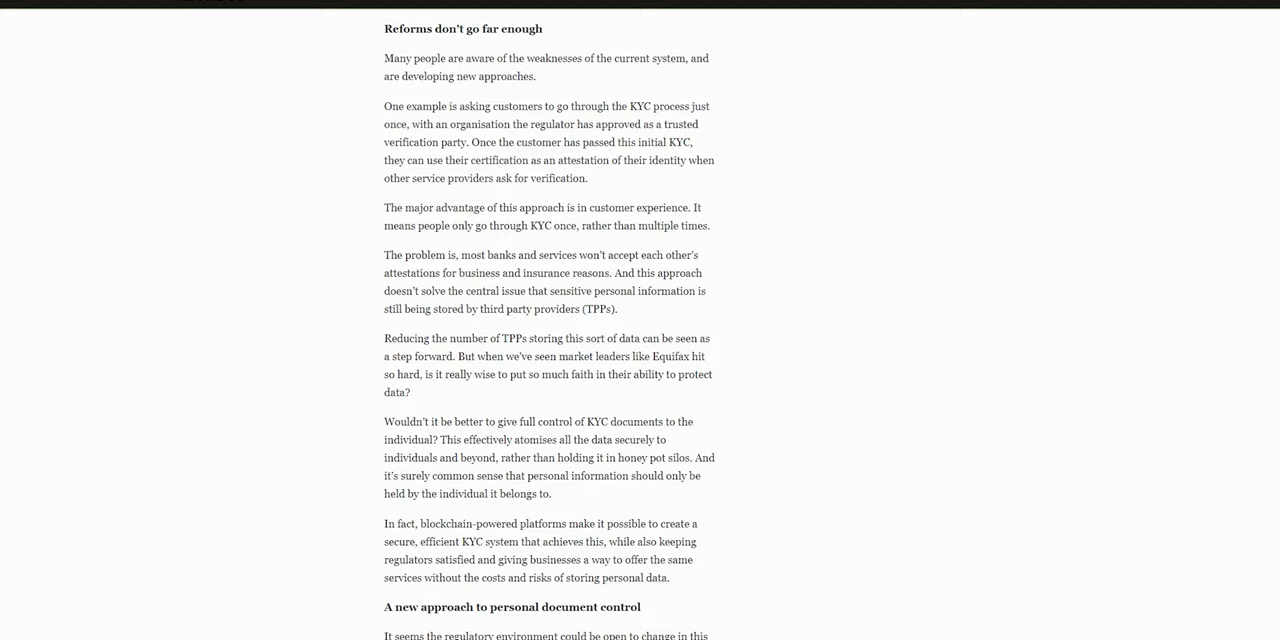 Reforms don’t go far enough
Many people are aware of the weaknesses of the current system, and
are developing new approaches.
One example is asking customers to go through the KYC process just
once, with an organisation the regulator has approved as a trusted
verification party. Once the customer has passed this initial KYC,
they can use their certification as an attestation of their identity when
other service providers ask for verification.
The major advantage of this approach is in customer experience. It
means people only go through KYC once, rather than multiple times.
The problem is, most banks and services won’t accept each other’s
attestations for business and insurance reasons. And this approach
doesn’t solve the central issue that sensitive personal information is
still being stored by third party providers (TPPs).
Reducing the number of TPPs storing this sort of data can be seen as
a step forward. But when we’ve seen market leaders like Equifax hit
so hard, is it really wise to put so much faith in their ability to protect
data?
Wouldn’t it be better to give full control of KYC documents to the
individual? This effectively atomises all the data securely to
individuals and beyond, rather than holding it in honey pot silos. And
it’s surely common sense that personal information should only be
held by the individual it belongs to.
In fact, blockchain-powered platforms make it possible to create a
secure, efficient KYC system that achieves this, while also keeping
regulators satisfied and giving businesses a way to offer the same
services without the costs and risks of storing personal data.
A new approach to personal document control
It seems the regulatory environment could be open to change in this